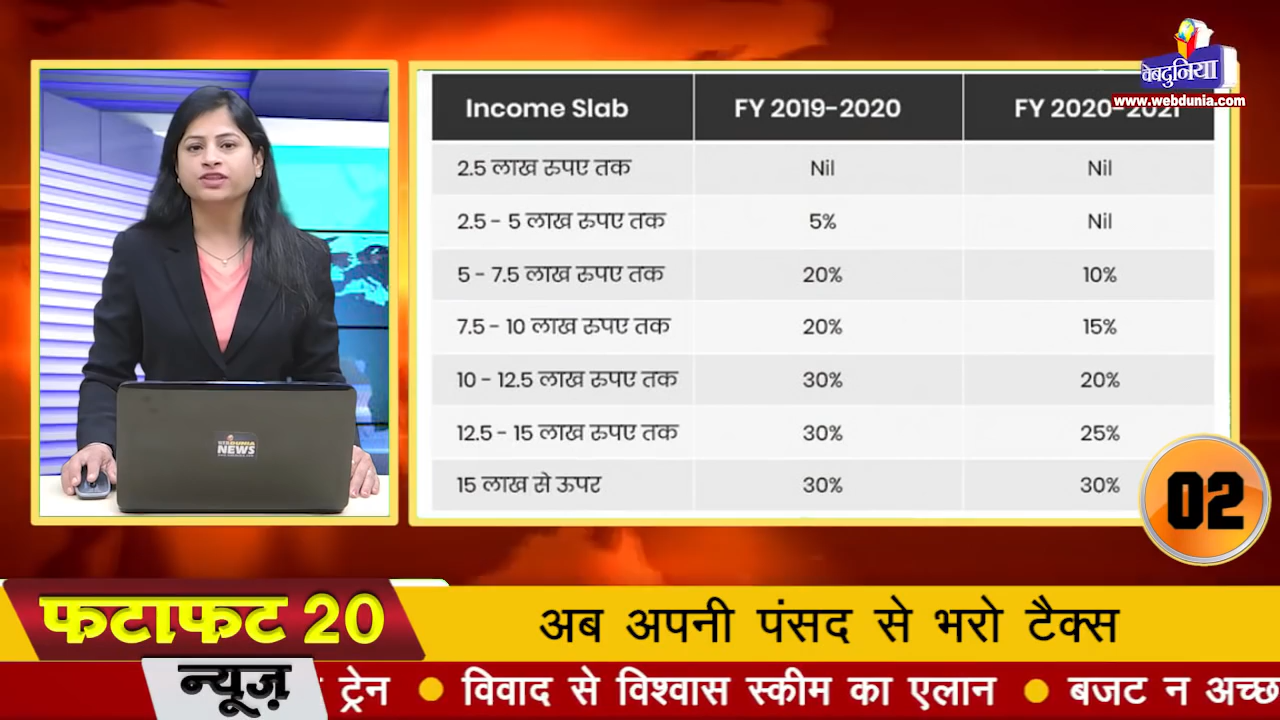 वेबदुनिया
www.webdunia.com
Income Slab FY 2019-2020 FY 2020-2021
2.5 लाख रुपए तक Nil Nil
2.5 - 5 लाख रुपए तक 5% Nil
5 - 7.5 लाख रुपए तक 20% 10%
7.5 - 10 लाख रुपए तक 20% 15%
10 - 12.5 लाख रुपए तक 30% 20%
12.5 - 15 लाख रुपए तक 30% 25%
15 लाख से ऊपर 30% 30%
WEBDUNIA
NEWS
02
फटाफट 20
न्यूज़
अब अपनी पंसद से भरो टैक्स
ट्रेन विवाद से विश्वास स्कीम का एलान बजट न